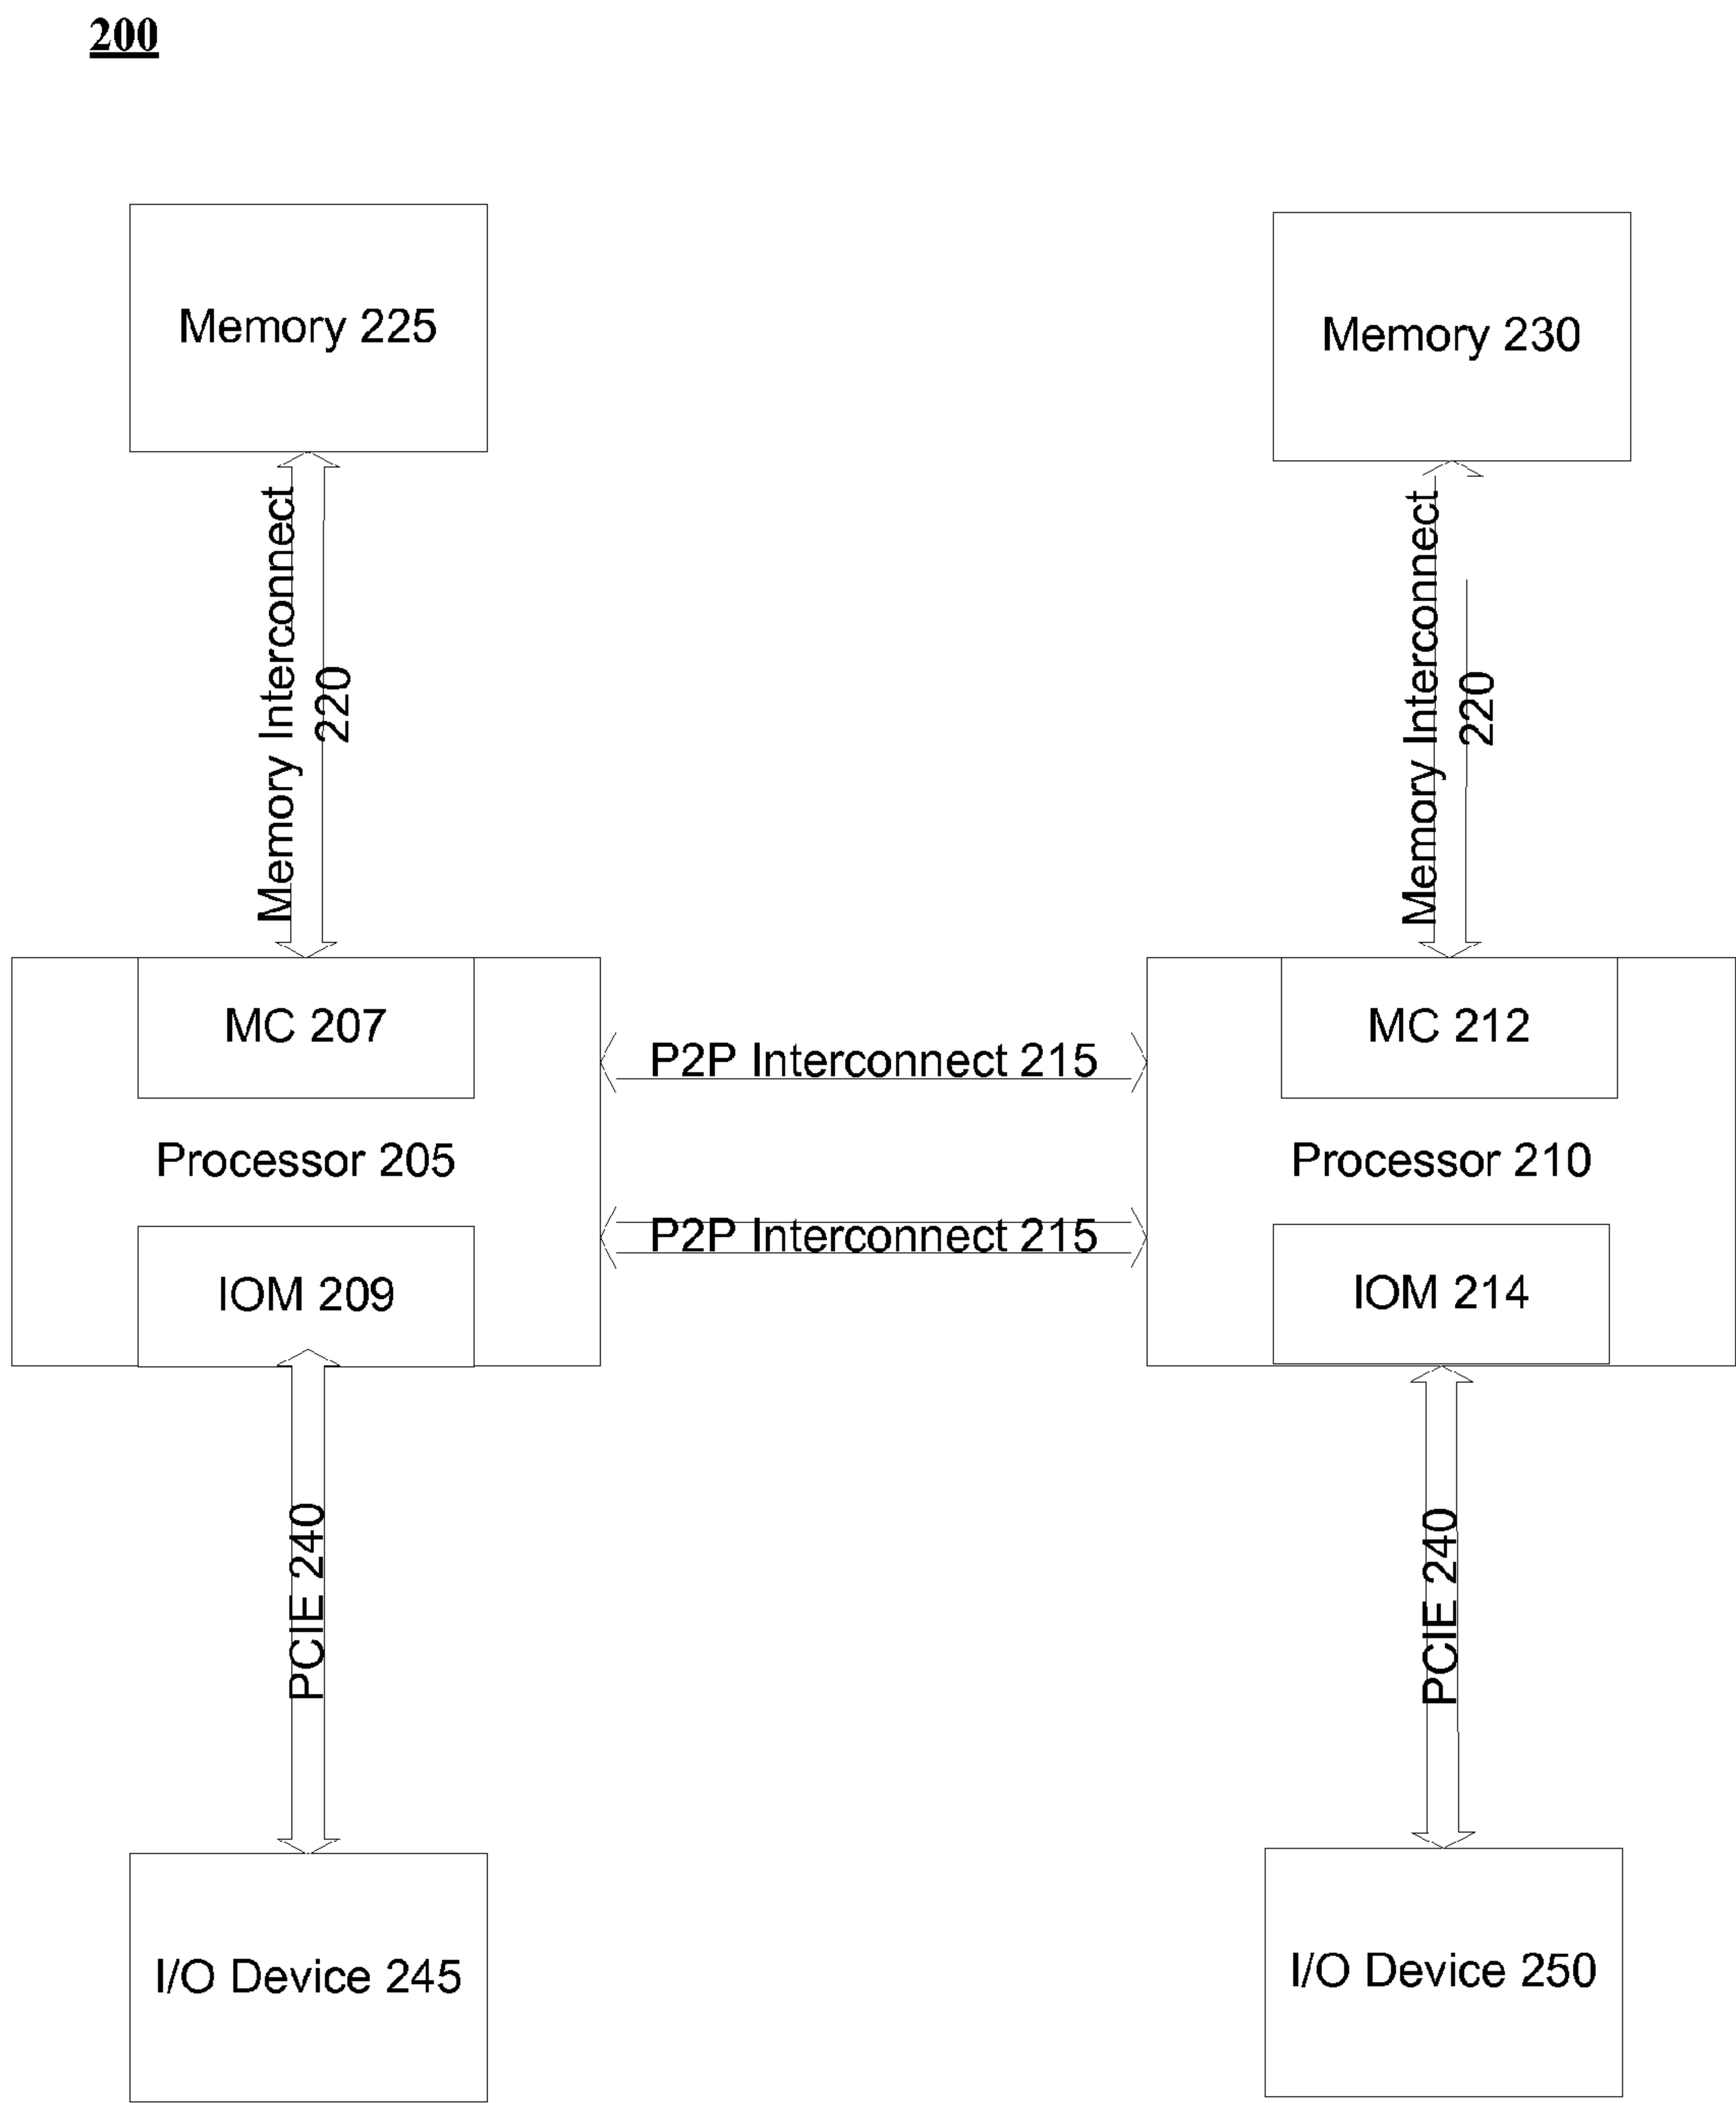 200
Memory 225
Memory 230
Memory Interconnect
220
Memory Interconnect
220
MC 207
MC 212
P2P Interconnect 215
Processor 205
Processor 210
P2P Interconnect 215
IOM 209
IOM 214
PCIE 240
PCIE 240
I/O Device 245
I/O Device 250